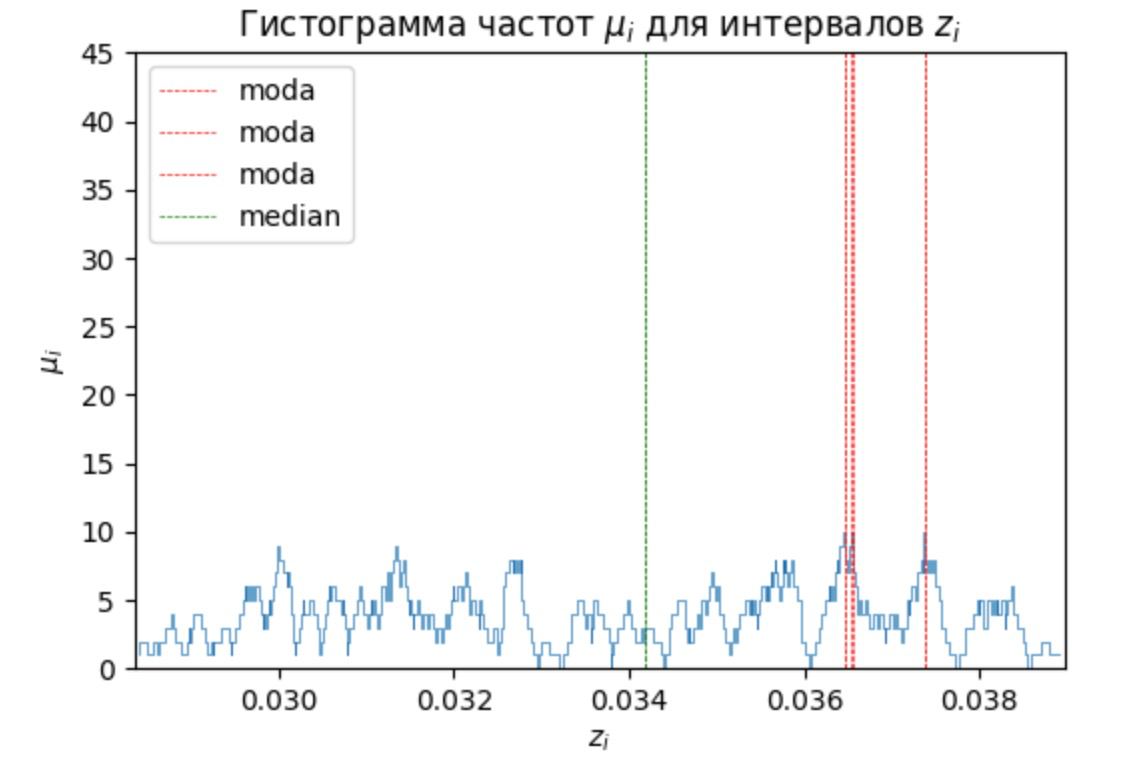 Гистограмма частот μᵢ для интервалов zᵢ
45
40
35
30
25
20
15
10
5
0
μᵢ
moda
moda
moda
median
0.030 0.032 0.034 0.036 0.038
zᵢ